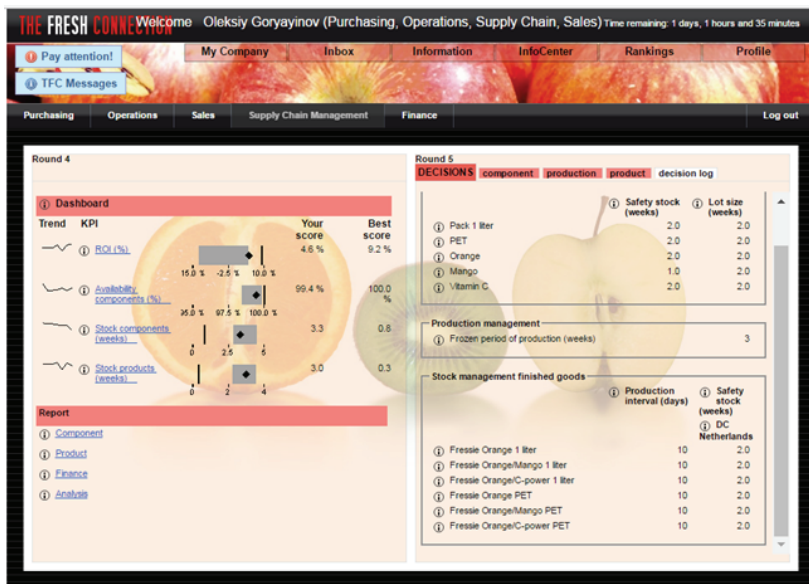 THE FRESH CONNECTION
Welcome Oleksiy Goryayinov (Purchasing, Operations, Supply Chain, Sales) Time remaining: 1 days, 1 hours and 35 minutes
Pay attention!
TFC Messages
My Company Inbox Information InfoCenter Rankings Profile
Purchasing Operations Sales Supply Chain Management Finance Log out
Round 4
Dashboard
Trend KPI Your score Best score
ROI (%) 4.6 % 9.2 %
-2.5 % 10.0 %
Availability components (%) 99.4 % 100.0 %
97.5 % 100.0 %
Stock components (weeks) 3.3 0.8
0 2.5 5
Stock products (weeks) 3.0 0.3
0 2 4
Report
Component
Product
Finance
Analysis
Round 5
DECISIONS component production product decision log
Safety stock (weeks) Lot size (weeks)
Pack 1 liter 2.0 2.0
PET 2.0 2.0
Orange 2.0 2.0
Mango 1.0 2.0
Vitamin C 2.0 2.0
Production management
Frozen period of production (weeks) 3
Stock management finished goods
Production interval (days) Safety stock (weeks)
DC Netherlands
Fressie Orange 1 liter 10 2.0
Fressie Orange/Mango 1 liter 10 2.0
Fressie Orange/C-power 1 liter 10 2.0
Fressie Orange PET 10 2.0
Fressie Orange/Mango PET 10 2.0
Fressie Orange/C-power PET 10 2.0